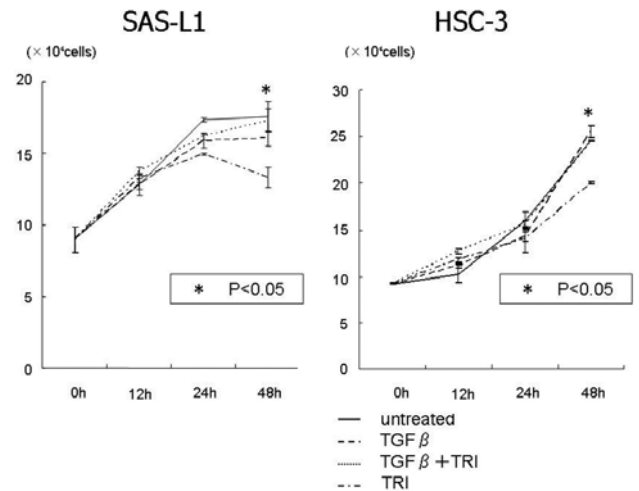 SAS-L1
HSC-3
(× 10⁴cells)
(× 10⁴cells)
20
15
10
5
0
0h
12h
24h
48h
*
* P<0.05
30
25
20
15
10
5
0
0h
12h
24h
48h
*
* P<0.05
untreated
TGF β
TGF β +TRI
TRI